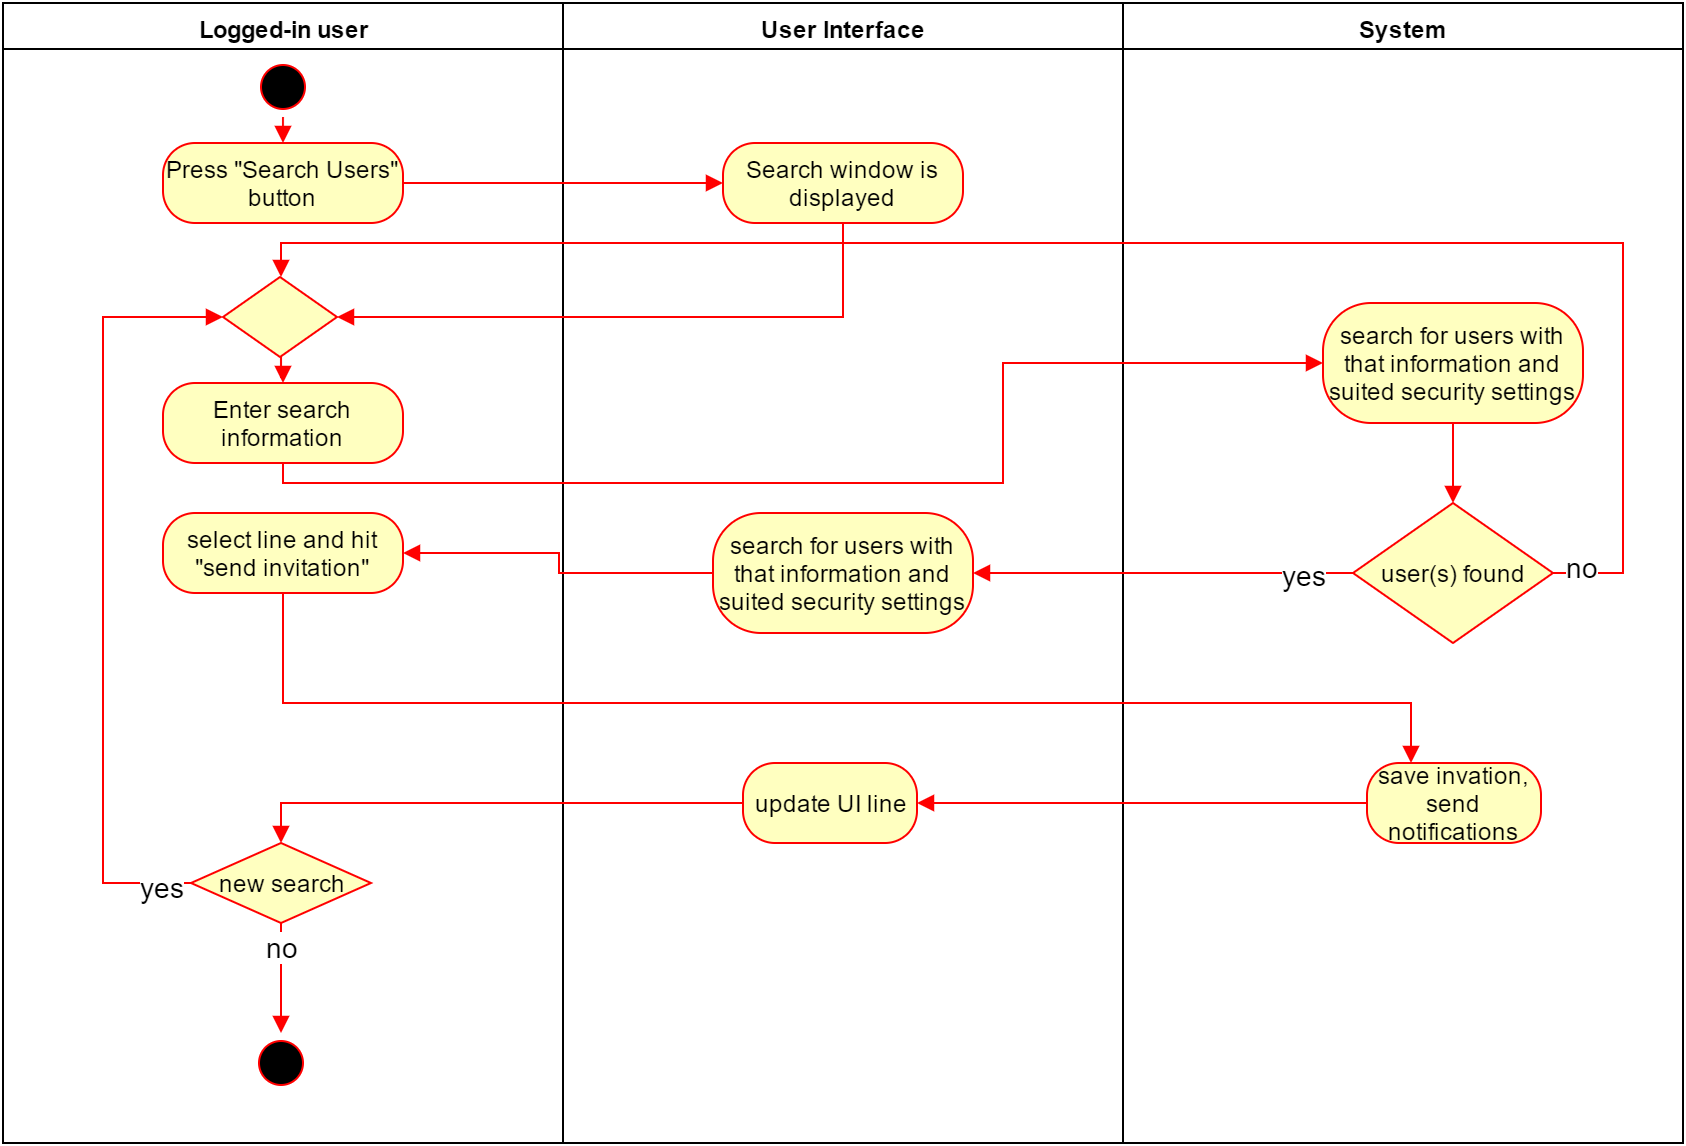 Logged-in user
User Interface
System
Press "Search Users"
button
Search window is
displayed
search for users with
that information and
suited security settings
Enter search
information
select line and hit
"send invitation"
search for users with
that information and
suited security settings
yes
user(s) found
no
save invation,
send
notifications
update UI line
new search
yes
no